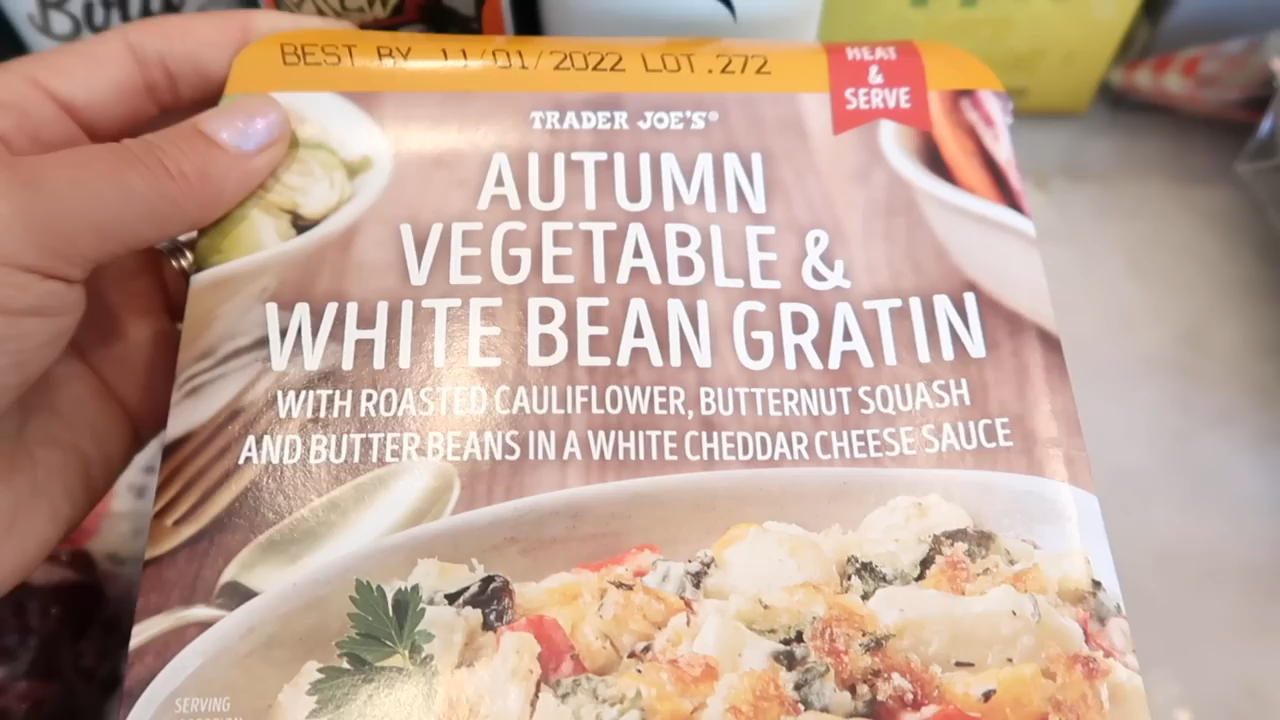 BEST BY 11/01/2022 LOT.272
HEAT
&
SERVE
TRADER JOE'S®
AUTUMN
VEGETABLE &
WHITE BEAN GRATIN
WITH ROASTED CAULIFLOWER, BUTTERNUT SQUASH
AND BUTTER BEANS IN A WHITE CHEDDAR CHEESE SAUCE
SERVING